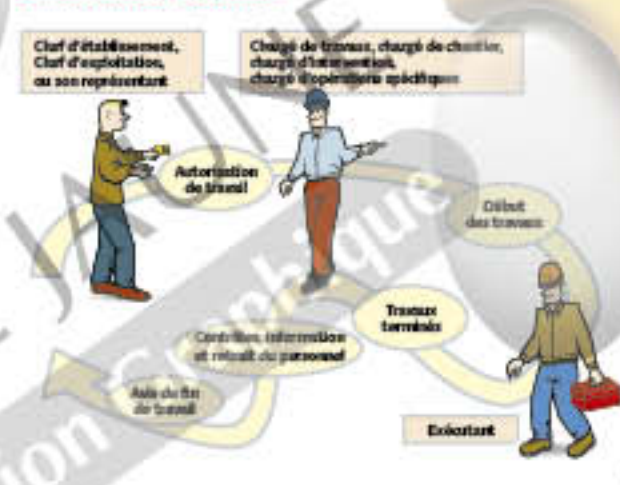 Chef d'établissement,
Chef d'exploitation,
ou son représentant
Chargé de travaux, chargé de chantier,
chargé d'intervention,
chargé d'opérations spécifiques
Autorisation
de travail
Début
des travaux
Travaux
terminés
Contrôles, information
et retrait du personnel
Avis de fin
de travail
Exécutant
JAUNE
Graphique